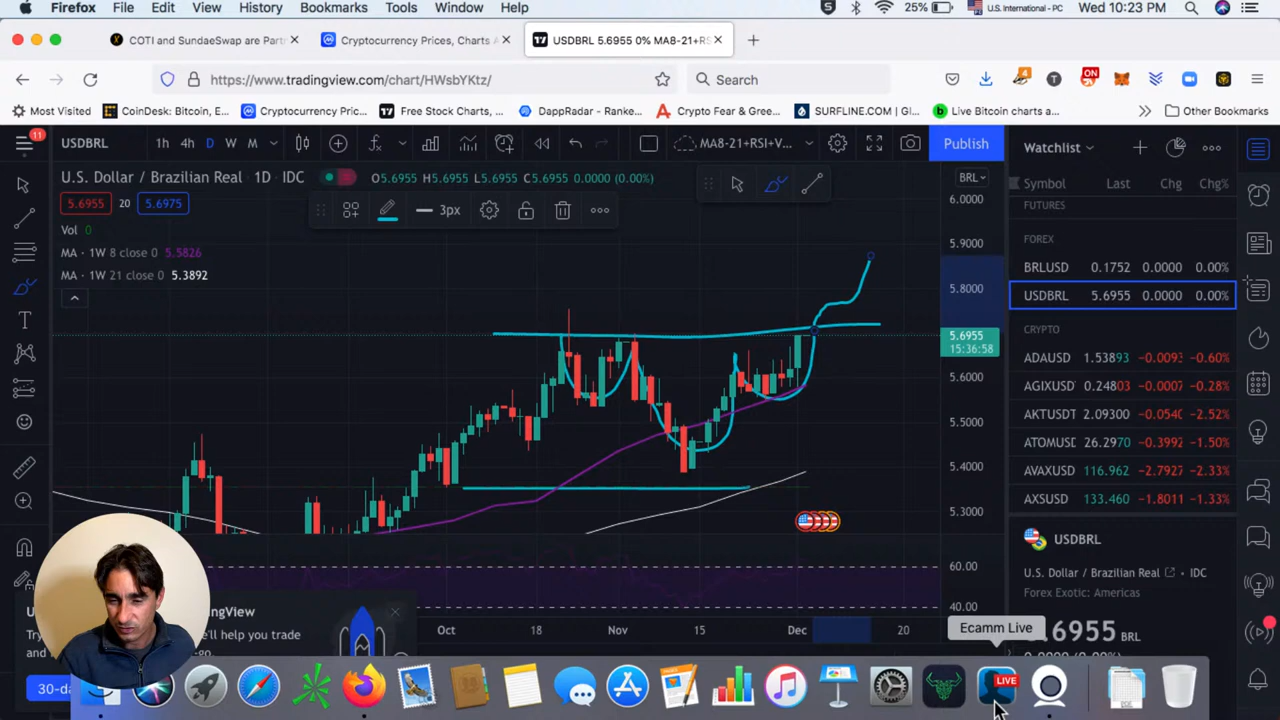 Firefox File Edit View History Bookmarks Tools Window Help 25% U.S. International - PC Wed 10:23 PM
COTI and SundaeSwap are Part Cryptocurrency Prices, Charts A USDBRL 5.6955 0% MA8-21+RS
https://www.tradingview.com/chart/HWsbYKtz/ Search ON
Most Visited CoinDesk: Bitcoin, E... Cryptocurrency Pric... Free Stock Charts, ... DappRadar - Ranke... Crypto Fear & Gree... SURFLINE.COM | Gl... Live Bitcoin charts a... Other Bookmarks
11 USDBRL 1h 4h D W M MA8-21+RSI+V... Publish Watchlist
U.S. Dollar / Brazilian Real 1D IDC O5.6955 H5.6955 L5.6955 C5.6955 0.0000 (0.00%) BRL Symbol Last Chg Chg%
5.6955 20 5.6975 3px 6.0000 FUTURES
Vol 0
MA 1W 8 close 0 5.5826 5.9000 FOREX
MA 1W 21 close 0 5.3892 BRLUSD 0.1752 0.0000 0.00%
5.8000 USDBRL 5.6955 0.0000 0.00%
5.6955 CRYPTO
15:36:58 ADAUSD 1.53893 -0.60%
5.6000 AGIXUSD 0.24803 -0.28%
5.5000 AKTUSDT 2.09300 -2.52%
ATOMUSD 26.2970 -0.3992 -1.50%
5.4000 AVAXUSD 116.962 -2.7927 -2.33%
5.3000 AXSUSD 133.460 -1.8011 -1.33%
USDBRL
60.00 U.S. Dollar / Brazilian Real IDC
Forex Exotic: Americas
40.00
Oct 18 Nov 15 Dec 20 Ecamm Live BRL
30-da
LIVE